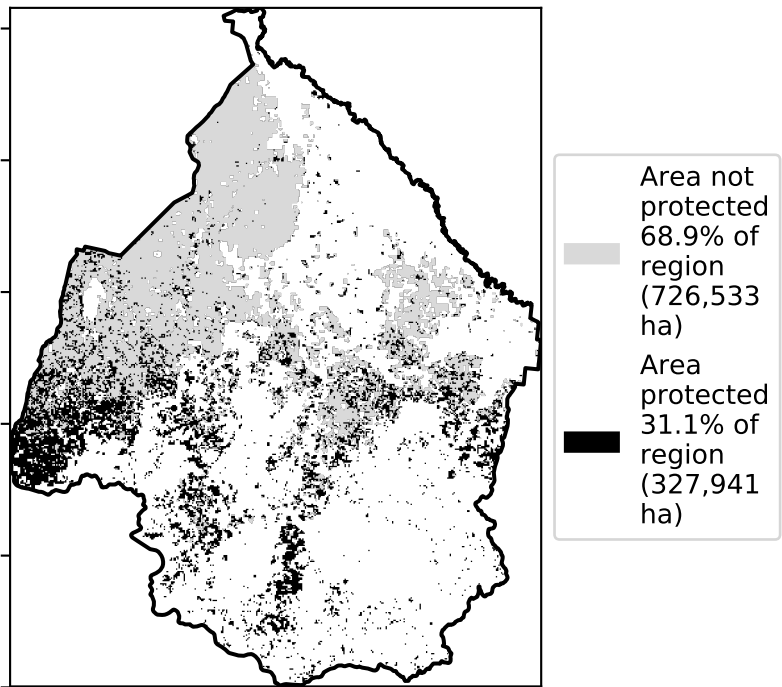 Area not
protected
68.9% of
region
(726,533
ha)
Area
protected
31.1% of
region
(327,941
ha)